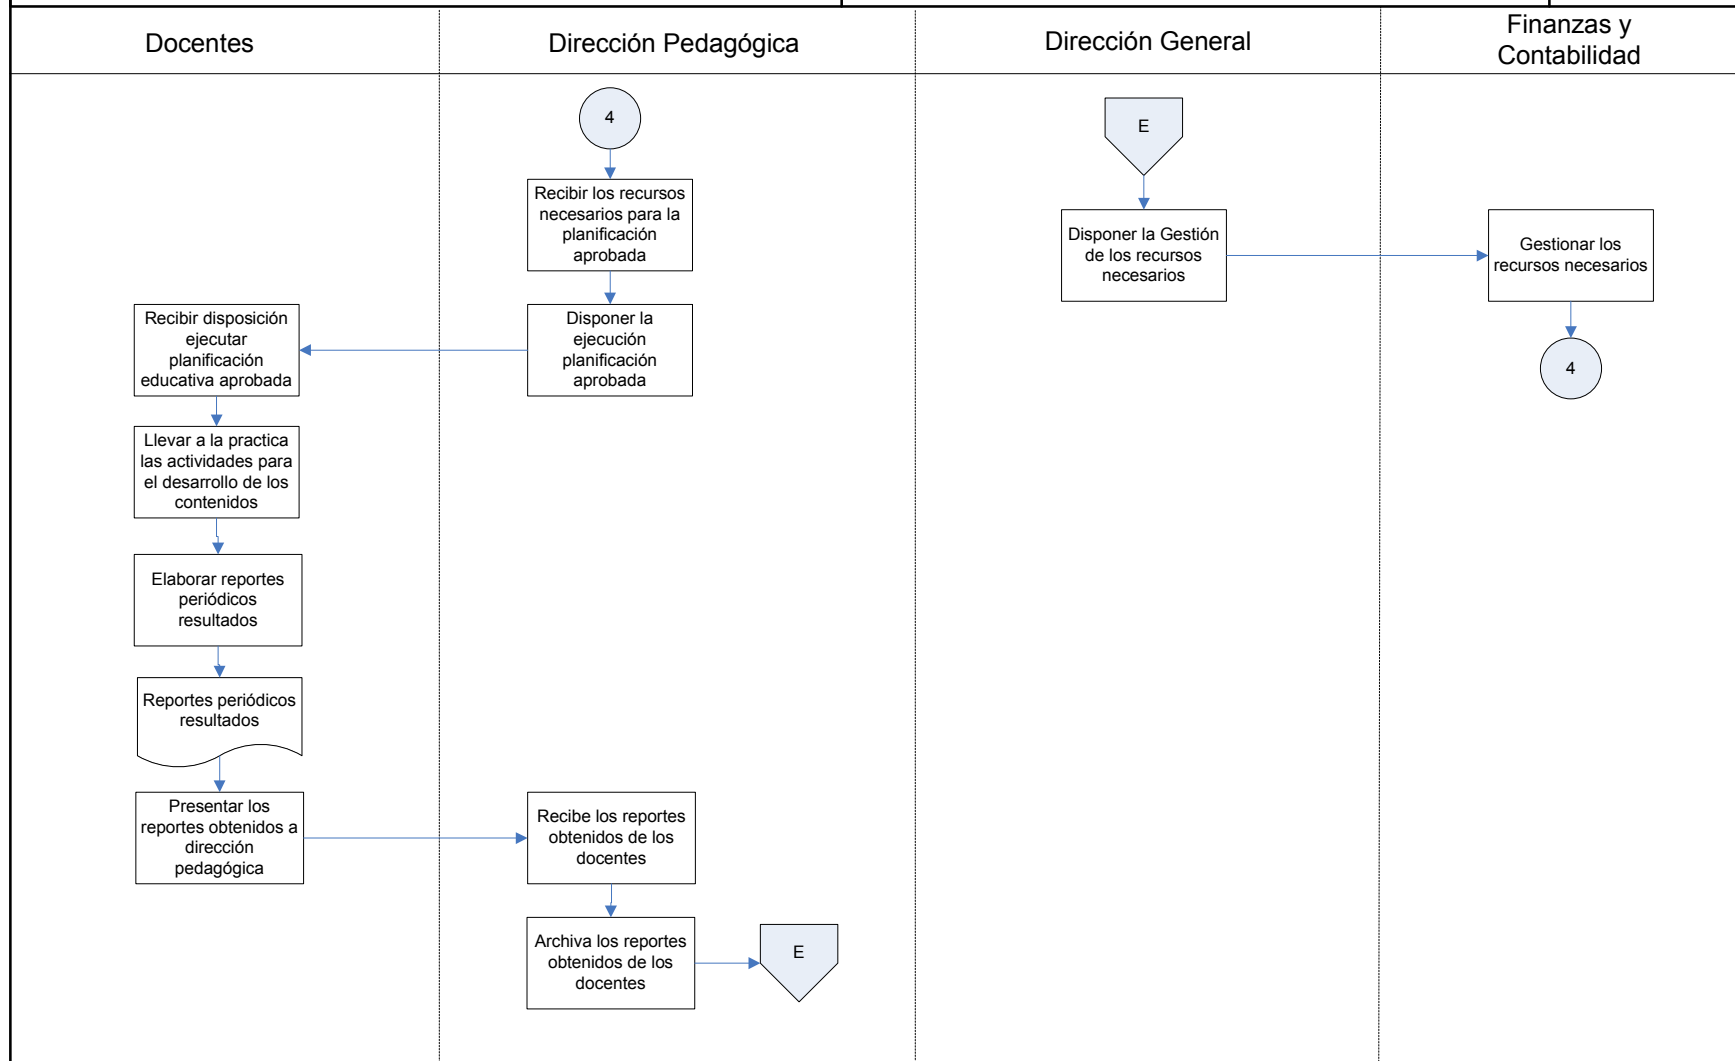 Docentes
Dirección Pedagógica
Dirección General
Finanzas y
Contabilidad
4
E
Recibir los recursos
necesarios para la
planificación
aprobada
Disponer la Gestión
de los recursos
necesarios
Gestionar los
recursos necesarios
Recibir disposición
ejecutar
planificación
educativa aprobada
Disponer la
ejecución
planificación
aprobada
4
Llevar a la practica
las actividades para
el desarrollo de los
contenidos
Elaborar reportes
periódicos
resultados
Reportes periódicos
resultados
Presentar los
reportes obtenidos a
dirección
pedagógica
Recibe los reportes
obtenidos de los
docentes
Archiva los reportes
obtenidos de los
docentes
E